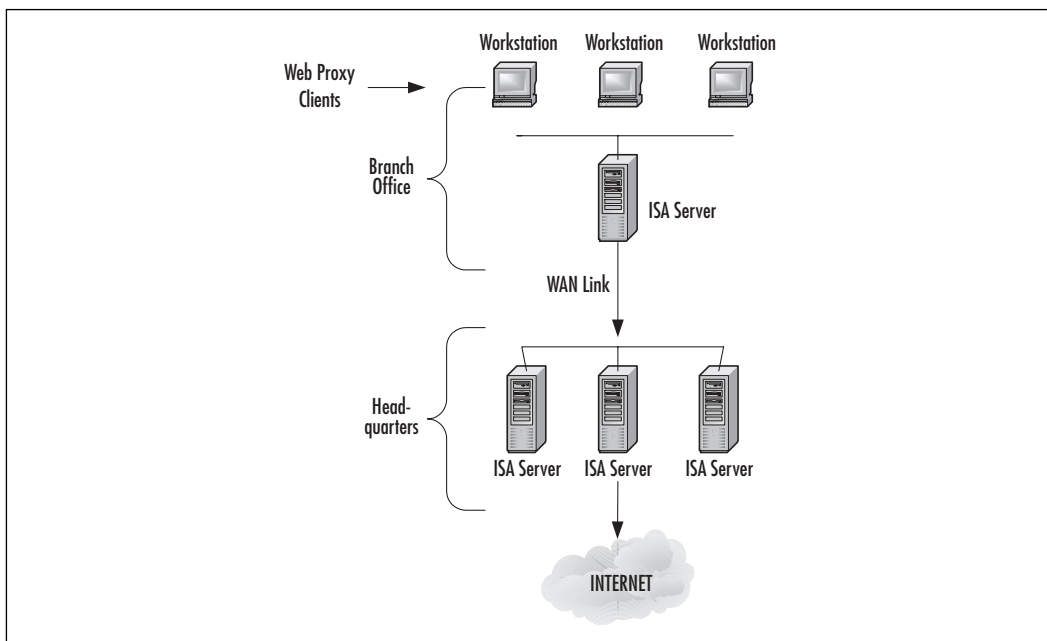 Workstation
Workstation
Workstation
Web Proxy
Clients
Branch
Office
ISA Server
WAN Link
Head-
quarters
ISA Server
ISA Server
ISA Server
INTERNET